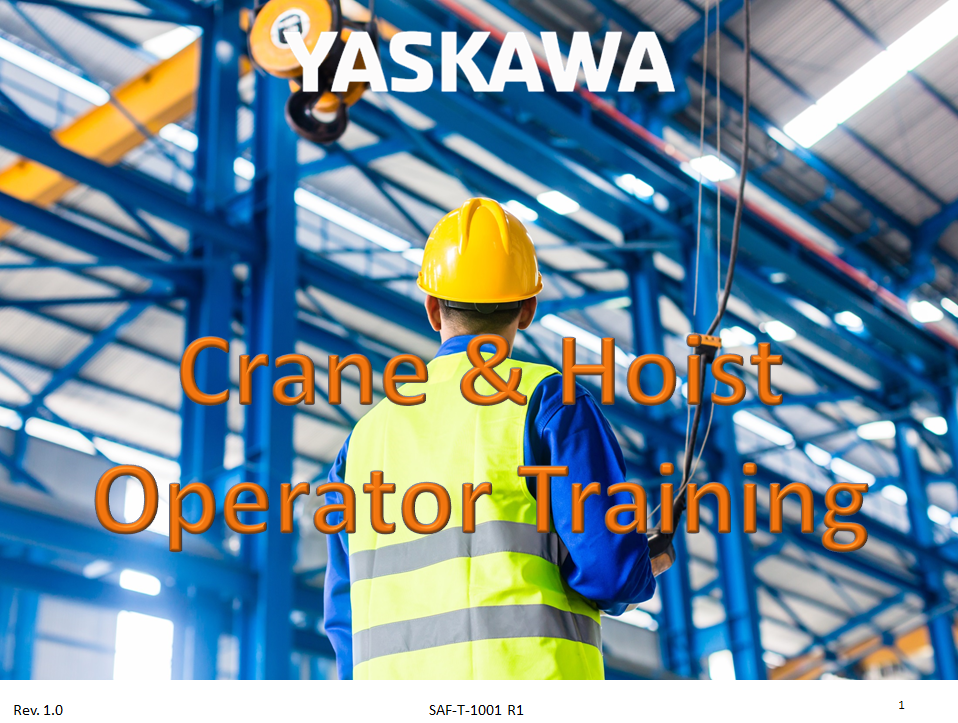 YASKAWA
Crane & Hoist
Operator Training
Rev. 1.0
SAF-T-1001 R1
1